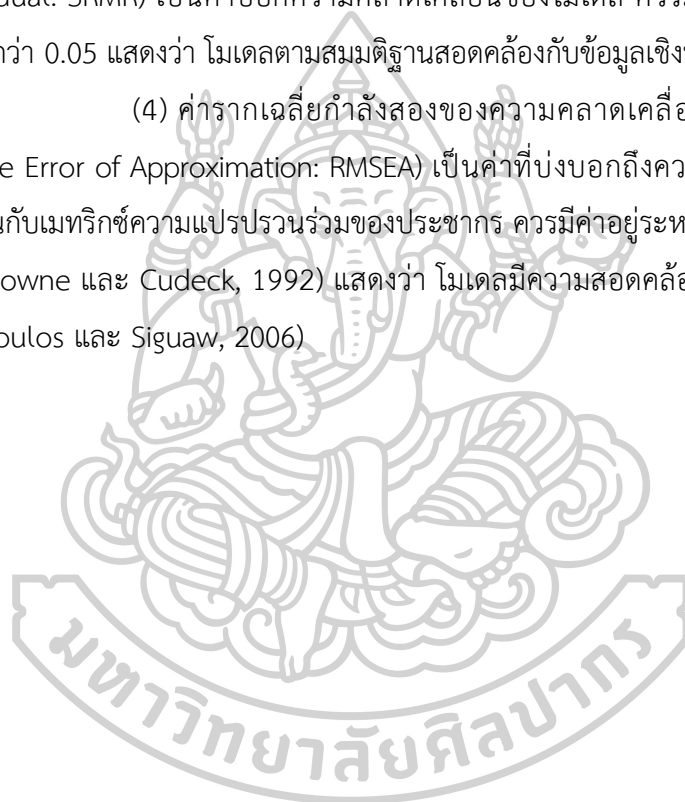 dual: SRMR) เป็นค่าบอกความคลาดเคลื่อนของโมเดล
กว่า 0.05 แสดงว่า โมเดลตามสมมติฐานสอดคล้องกับข้อมูลเชิง
(4) ค่ารากเฉลี่ยกำลังสองของความคลาดเคลื่อ
e Error of Approximation: RMSEA) เป็นค่าที่บ่งบอกถึงคว
นกับเมทริกซ์ความแปรปรวนร่วมของประชากร ควรมีค่าอยู่ระห
owne และ Cudeck, 1992) แสดงว่า โมเดลมีความสอดคล้อ
oulos และ Siguaw, 2006)
มหาวิทยาลัยศิลปากร